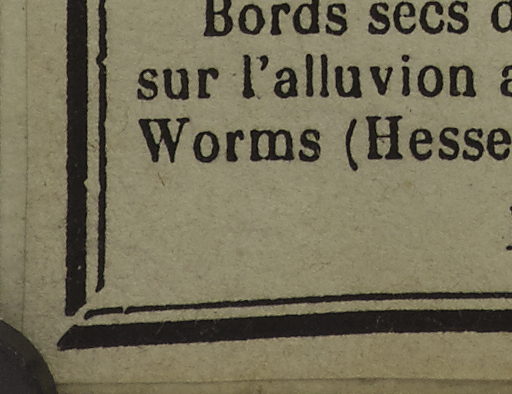 Bords secs
sur l'alluvion
Worms (Hesse